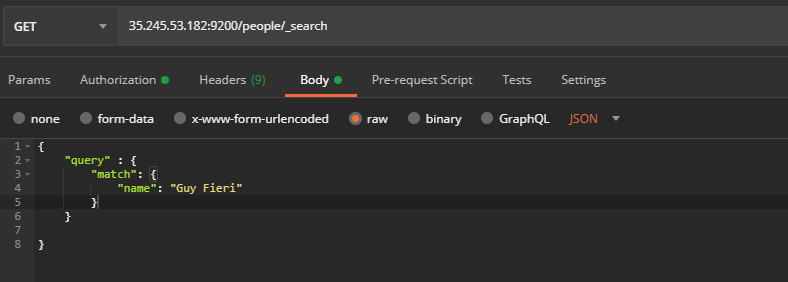 GET 35.245.53.182:9200/people/_search
Params Authorization Headers (9) Body Pre-request Script Tests Settings
none form-data x-www-form-urlencoded raw binary GraphQL JSON
1 {
2 "query" : {
3 "match": {
4 "name": "Guy Fieri"
5 }
6 }
7
8 }